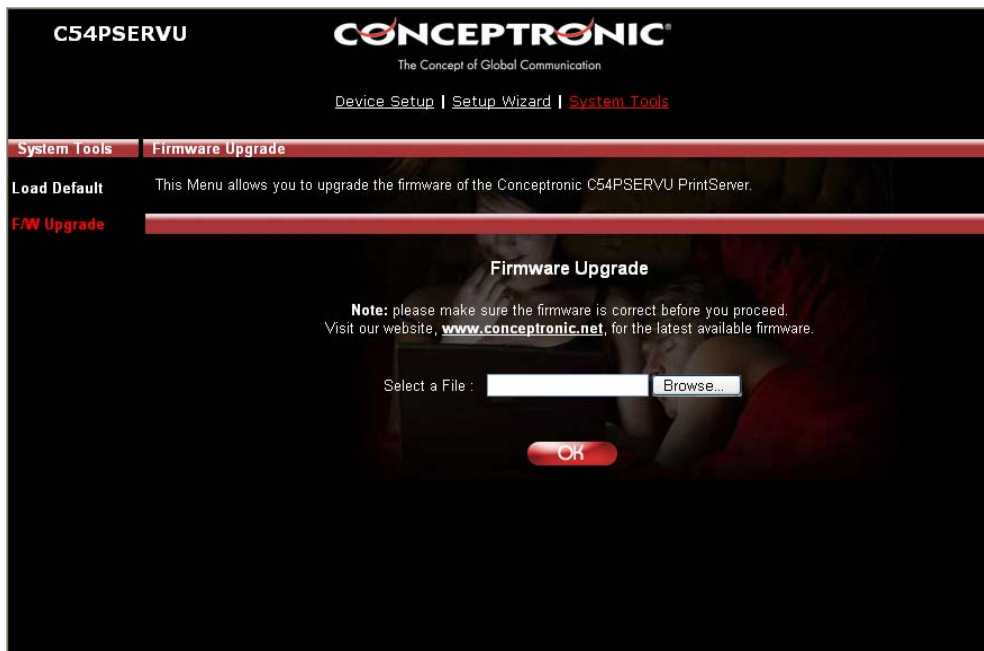 C54PSERVU
CONCEPTRONIC®
The Concept of Global Communication
Device Setup | Setup Wizard | System Tools
System Tools
Firmware Upgrade
Load Default
This Menu allows you to upgrade the firmware of the Conceptronic C54PSERVU PrintServer.
F/W Upgrade
Firmware Upgrade
Note: please make sure the firmware is correct before you proceed.
Visit our website, www.conceptronic.net, for the latest available firmware.
Select a File : Browse...
OK